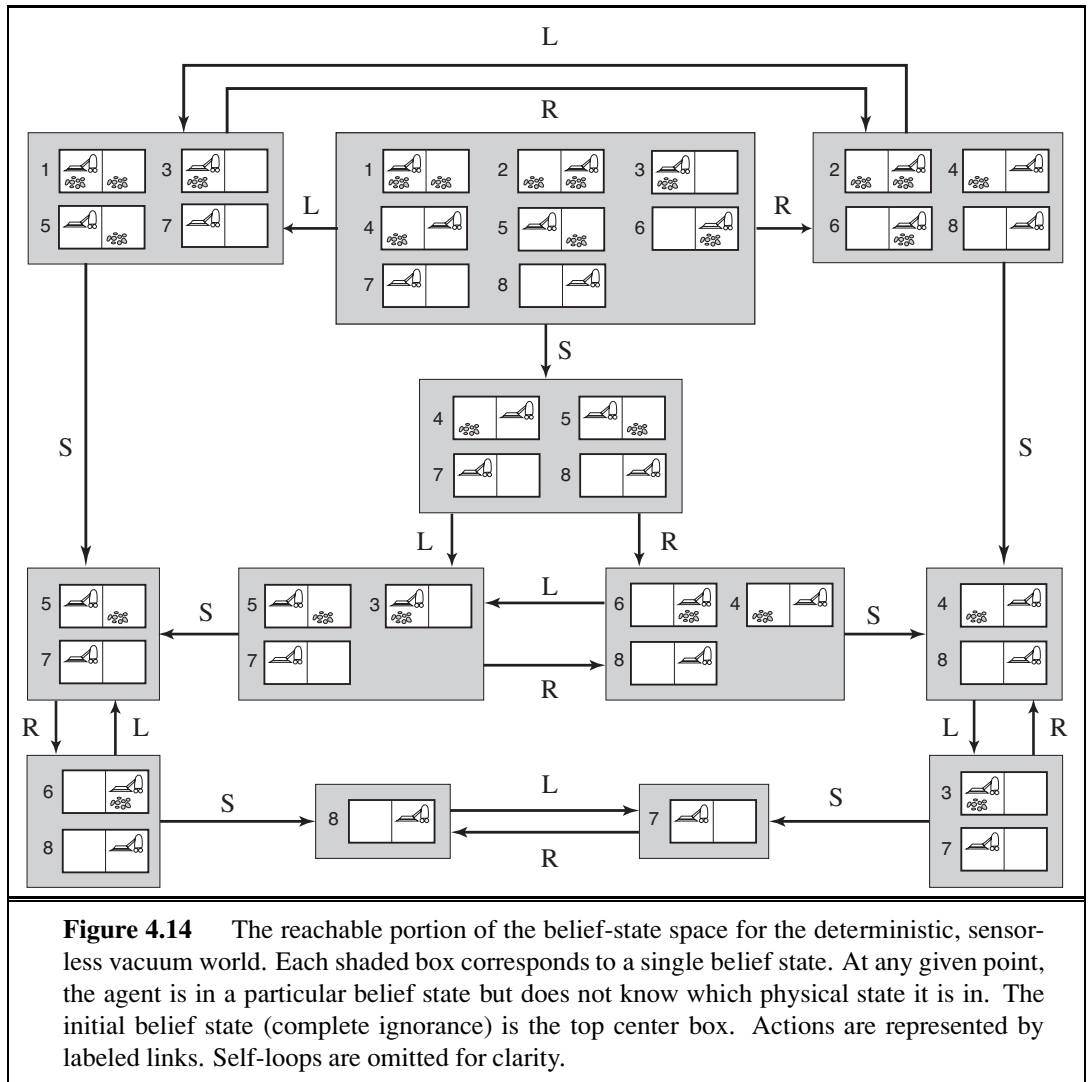 L
R
1 3
5 7
L
1 2 3
4 5 6
7 8
R
2 4
6 8
S
S
4 5
7 8
S
L R
5
7
S
5 3
7
L
R
6 4
8
S
4
8
R L
L R
6
8
S
8
L
R
7
S
3
7
Figure 4.14 The reachable portion of the belief-state space for the deterministic, sensor-
less vacuum world. Each shaded box corresponds to a single belief state. At any given point,
the agent is in a particular belief state but does not know which physical state it is in. The
initial belief state (complete ignorance) is the top center box. Actions are represented by
labeled links. Self-loops are omitted for clarity.